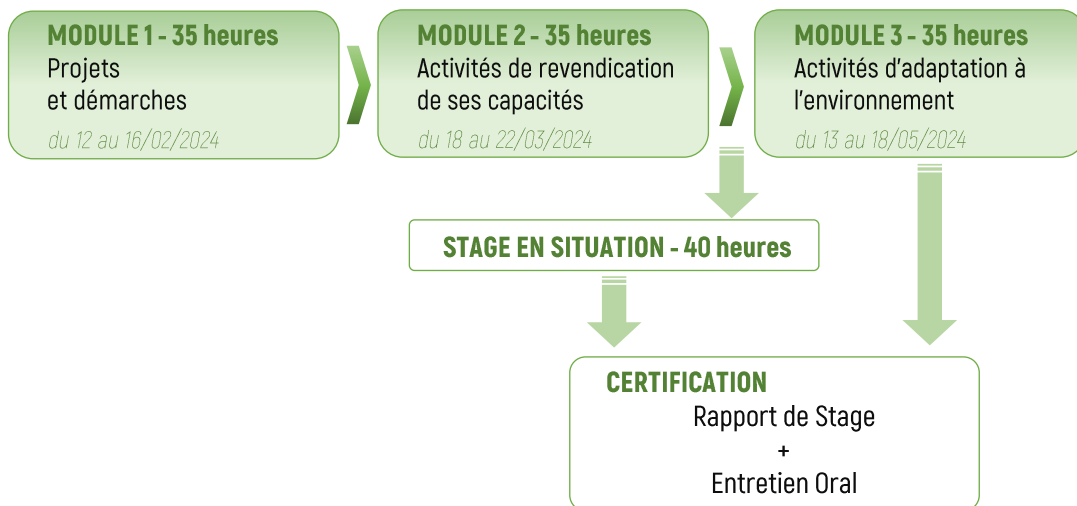 MODULE 1 - 35 heures
Projets
et démarches
du 12 au 16/02/2024
MODULE 2 - 35 heures
Activités de revendication
de ses capacités
du 18 au 22/03/2024
MODULE 3 - 35 heures
Activités d'adaptation à
l'environnement
du 13 au 18/05/2024
STAGE EN SITUATION - 40 heures
CERTIFICATION
Rapport de Stage
+
Entretien Oral